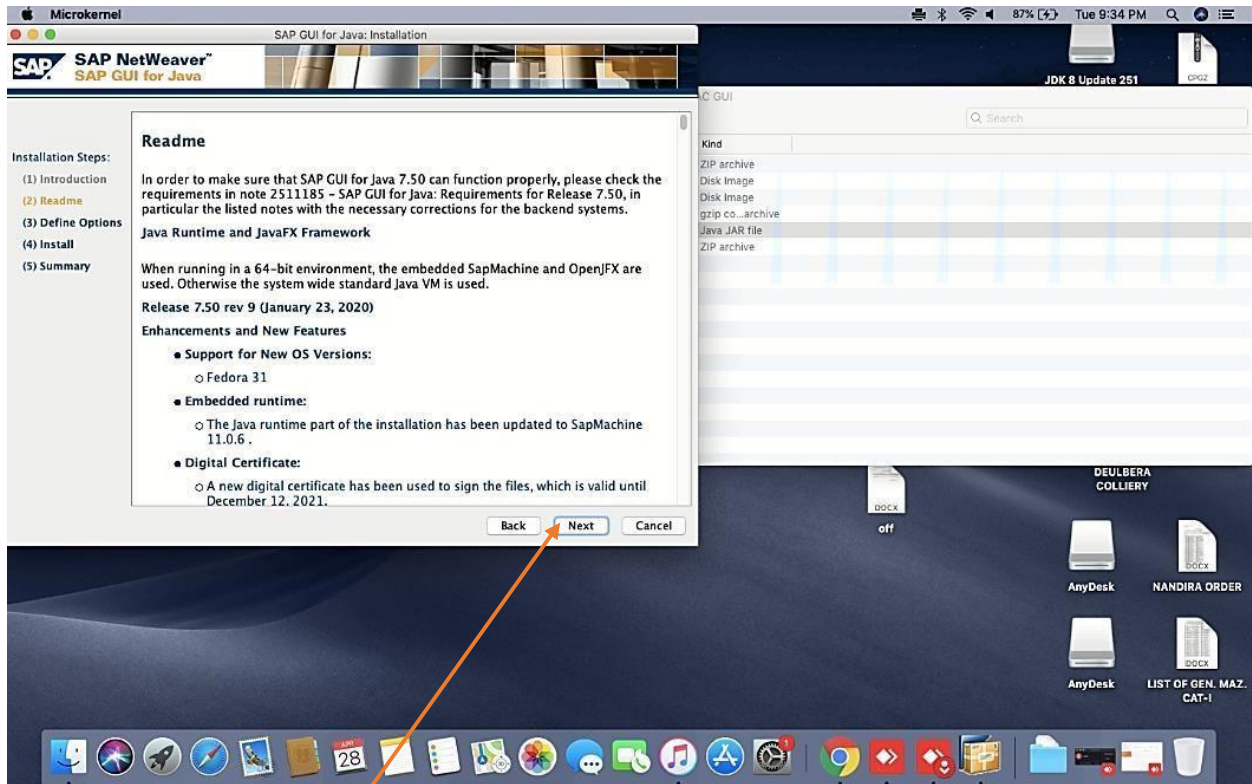 Microkernel
87%
Tue 9:34 PM
SAP GUI for Java: Installation
SAP
SAP NetWeaver™
SAP GUI for Java
Installation Steps:
(1) Introduction
(2) Readme
(3) Define Options
(4) Install
(5) Summary
Readme
In order to make sure that SAP GUI for Java 7.50 can function properly, please check the
requirements in note 2511185 - SAP GUI for Java: Requirements for Release 7.50, in
particular the listed notes with the necessary corrections for the backend systems.
Java Runtime and JavaFX Framework
When running in a 64-bit environment, the embedded SapMachine and OpenJFX are
used. Otherwise the system wide standard Java VM is used.
Release 7.50 rev 9 (January 23, 2020)
Enhancements and New Features
Support for New OS Versions:
Fedora 31
Embedded runtime:
The Java runtime part of the installation has been updated to SapMachine
11.0.6 .
Digital Certificate:
A new digital certificate has been used to sign the files, which is valid until
December 12, 2021.
Back
Next
Cancel
AC GUI
Search
Kind
ZIP archive
Disk Image
Disk Image
gzip co...archive
Java JAR file
ZIP archive
JDK 8 Update 251
CPGZ
DEULBERA
COLLIERY
DOCX
off
AnyDesk
DOCX
NANDIRA ORDER
AnyDesk
DOCX
LIST OF GEN. MAZ.
CAT-I
28